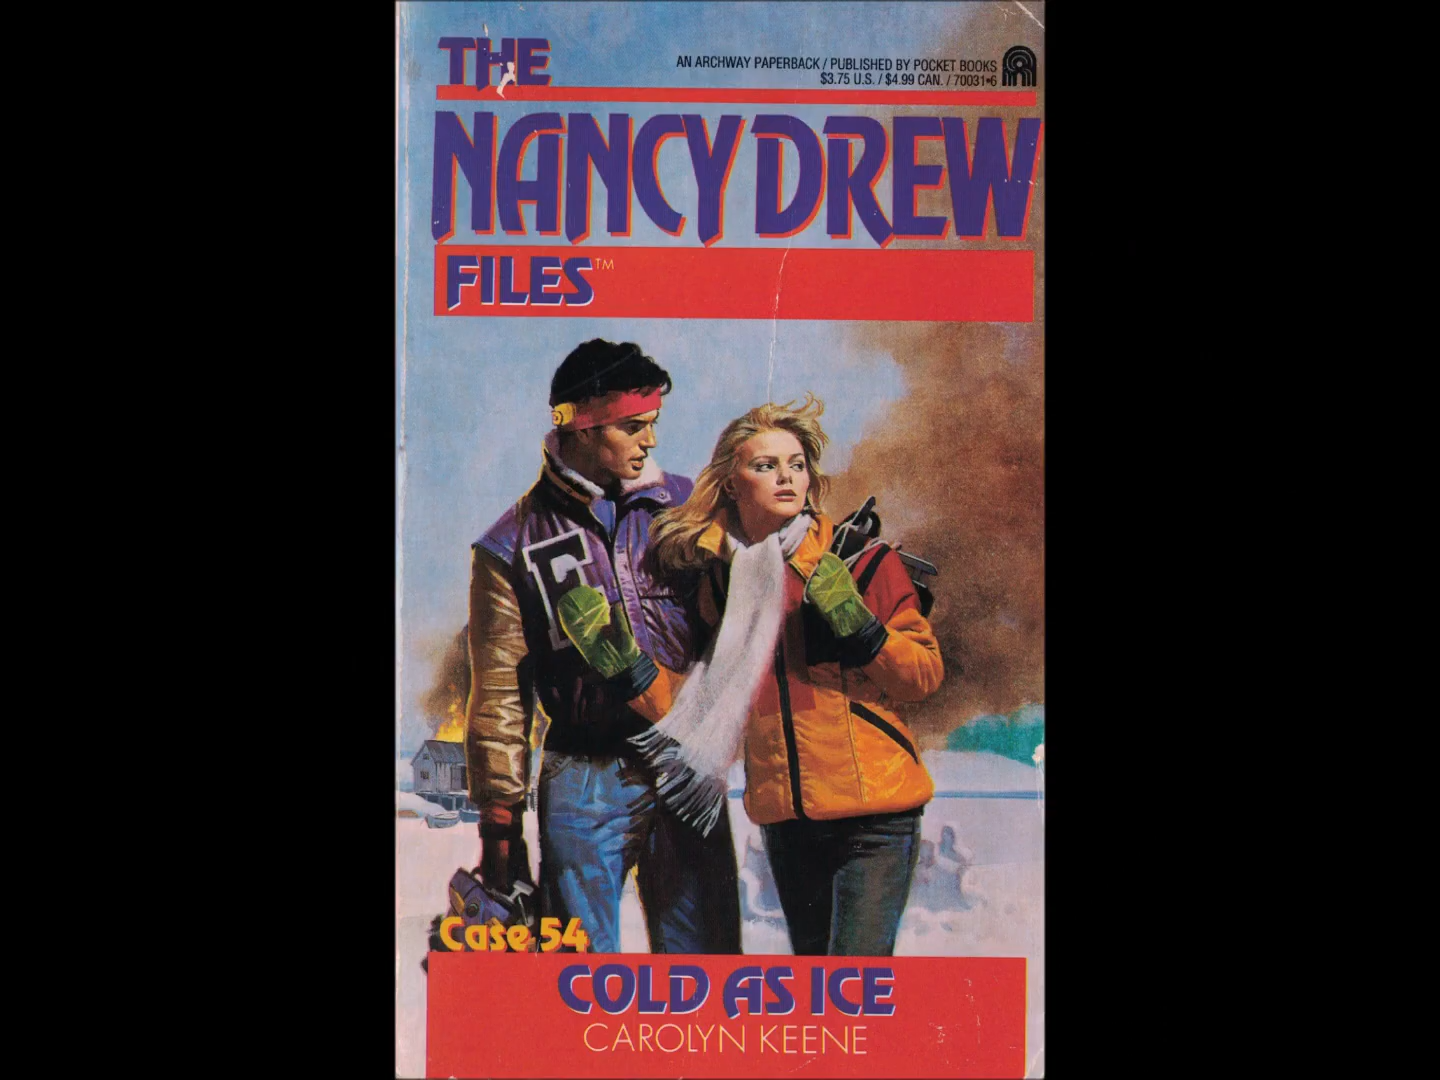 THE
AN ARCHWAY PAPERBACK / PUBLISHED BY POCKET BOOKS
$3.75 U.S. / $4.99 CAN. / 70031•6
NANCY DREW
FILES™
E
Case 54
COLD AS ICE
CAROLYN KEENE